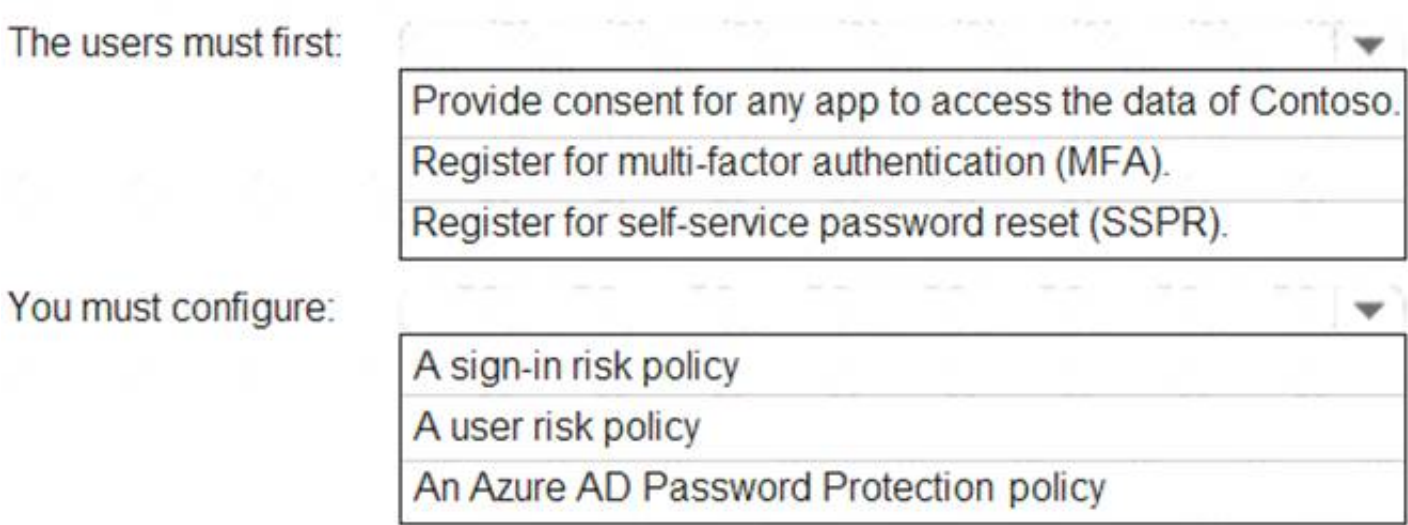 The users must first:
Provide consent for any app to access the data of Contoso.
Register for multi-factor authentication (MFA).
Register for self-service password reset (SSPR).
You must configure:
A sign-in risk policy
A user risk policy
An Azure AD Password Protection policy